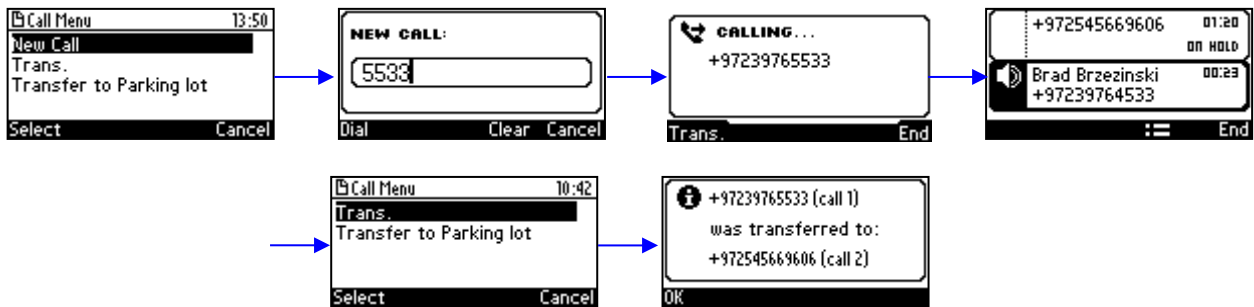 Call Menu 13:50
New Call
Trans.
Transfer to Parking lot
Select Cancel
NEW CALL:
5533
Dial Clear Cancel
CALLING...
+97239765533
Trans. End
+972545669606 01:20
ON HOLD
Brad Brzezinski 00:23
+97239764533
End
Call Menu 10:42
Trans.
Transfer to Parking lot
Select Cancel
+97239765533 (call 1)
was transferred to:
+972545669606 (call 2)
OK